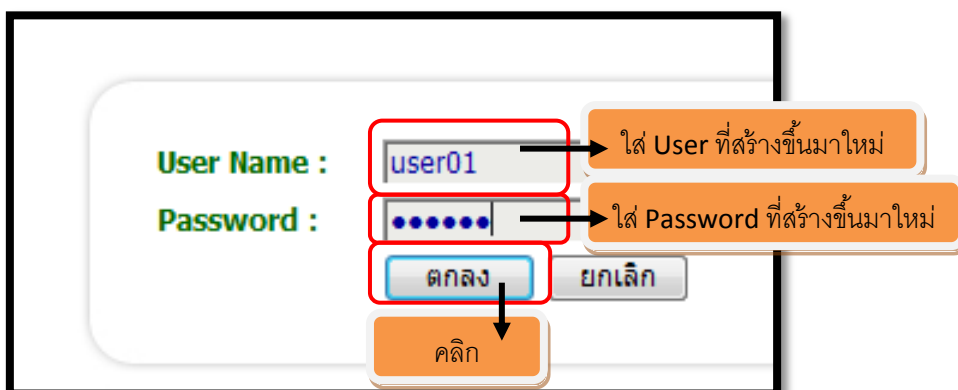 User Name :
user01
ใส่ User ที่สร้างขึ้นมาใหม่
Password :
●●●●●●
ใส่ Password ที่สร้างขึ้นมาใหม่
ตกลง
ยกเลิก
คลิก